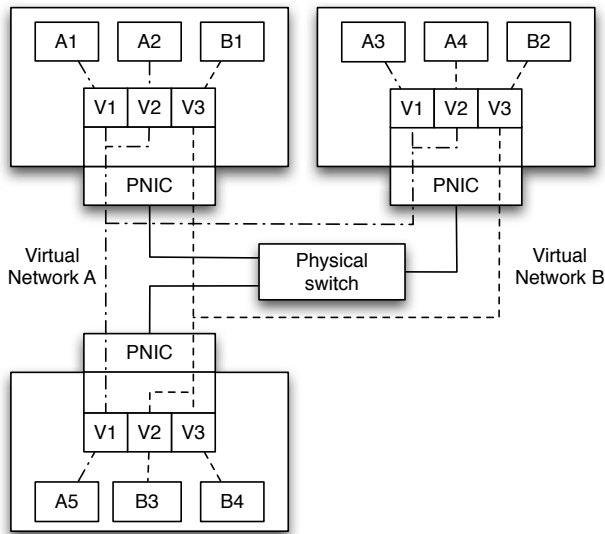 A1 A2 B1 A3 A4 B2
V1 V2 V3 V1 V2 V3
PNIC PNIC
Virtual
Network A
Physical
switch
Virtual
Network B
PNIC
V1 V2 V3
A5 B3 B4